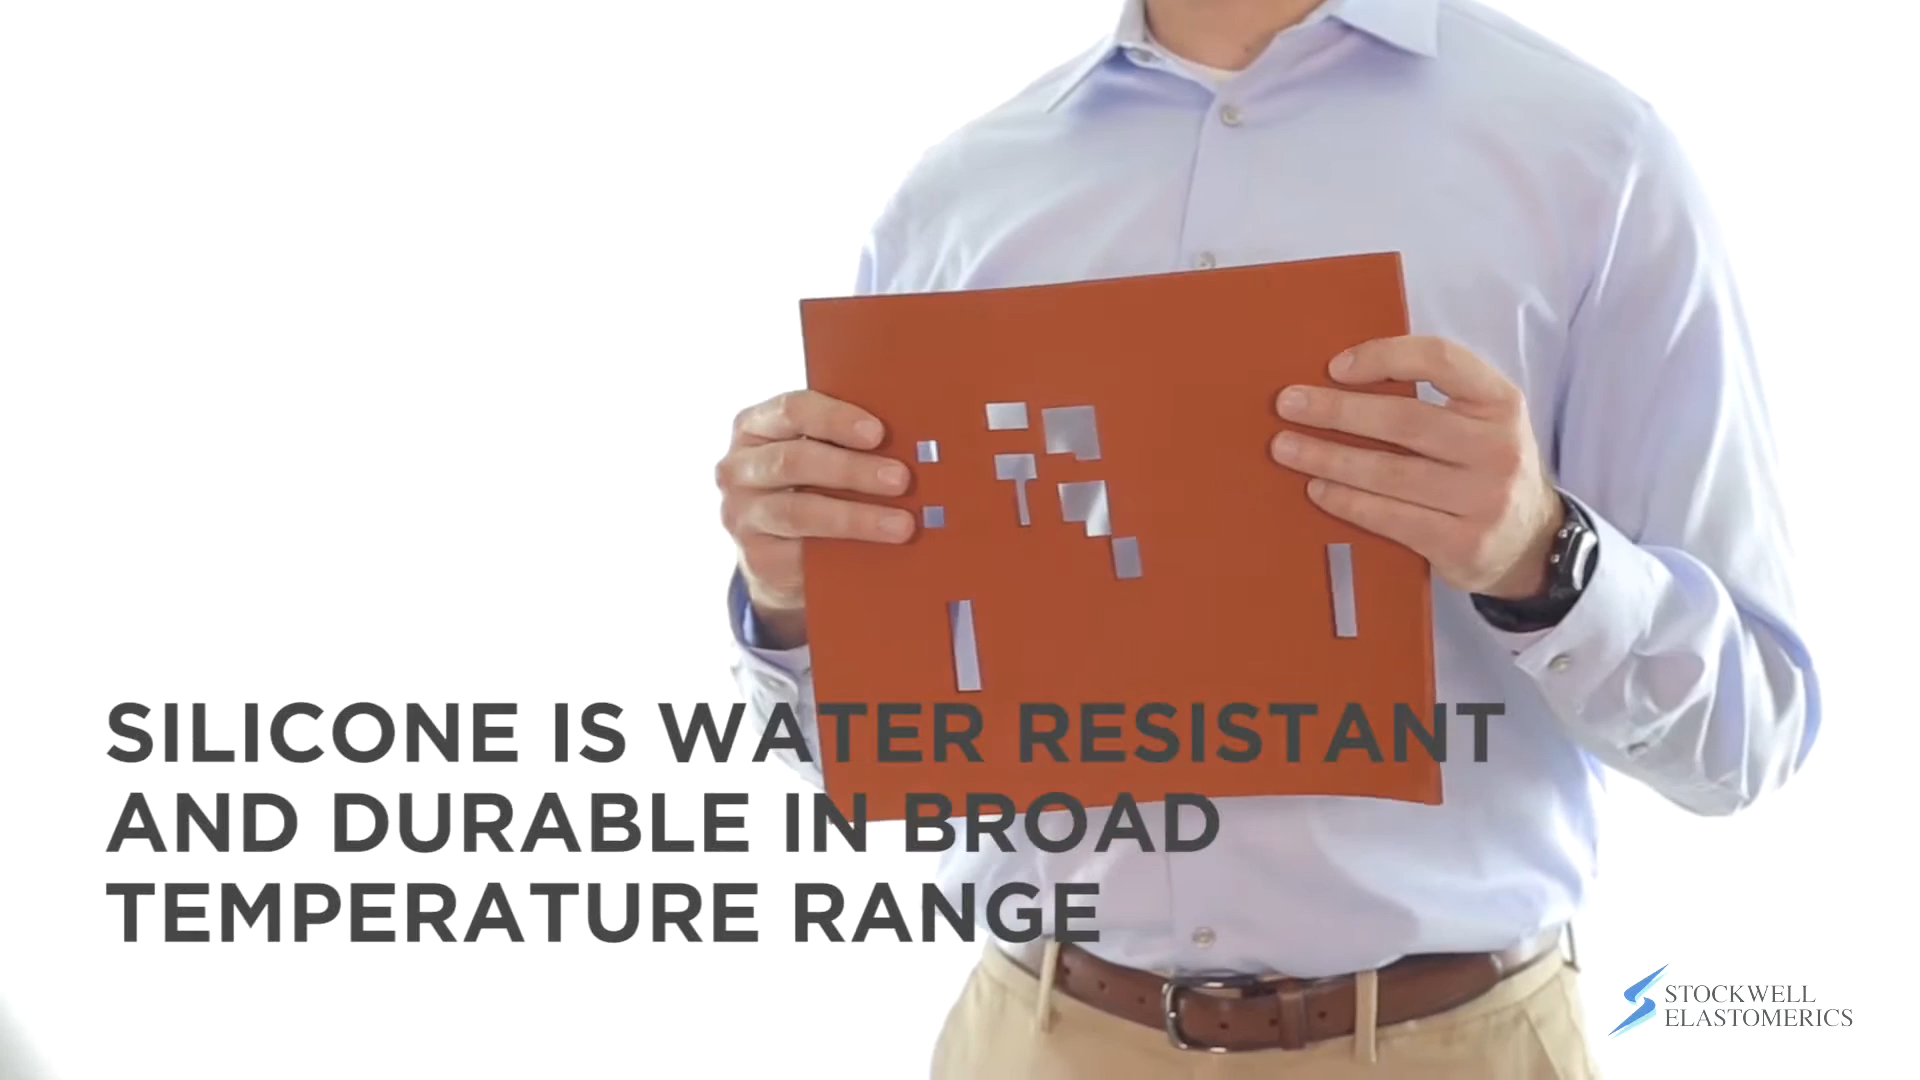 SILICONE IS WATER RESISTANT
AND DURABLE IN BROAD
TEMPERATURE RANGE
STOCKWELL
ELASTOMERICS